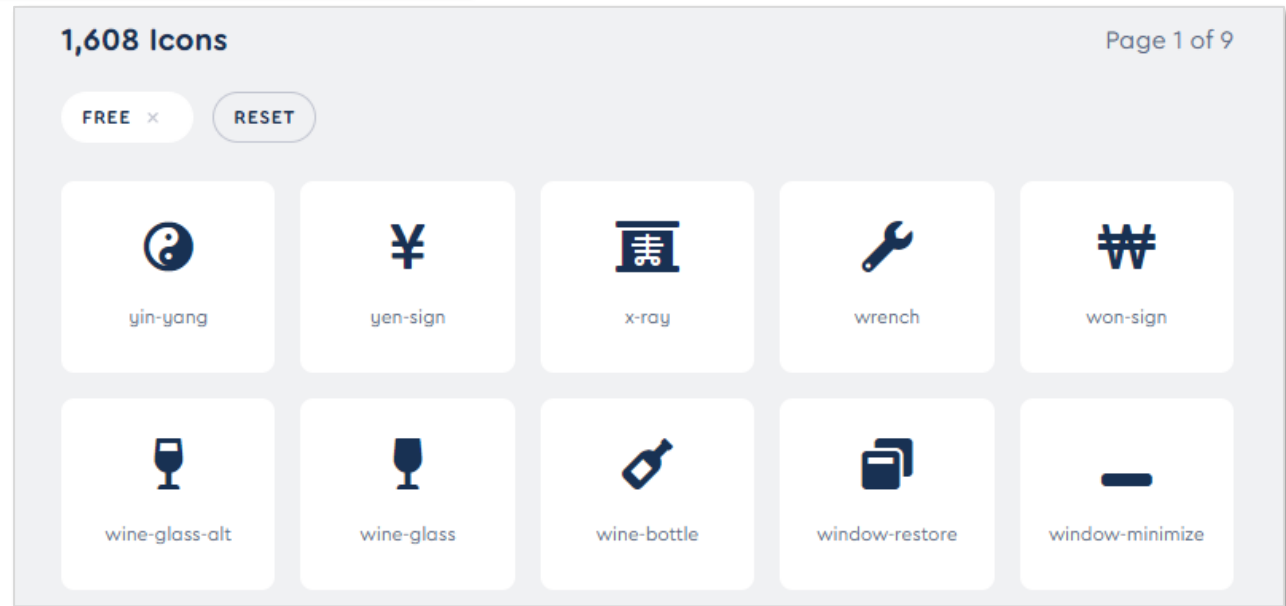 1,608 Icons
Page 1 of 9
FREE ×
RESET
yin-yang
yen-sign
x-ray
wrench
won-sign
wine-glass-alt
wine-glass
wine-bottle
window-restore
window-minimize